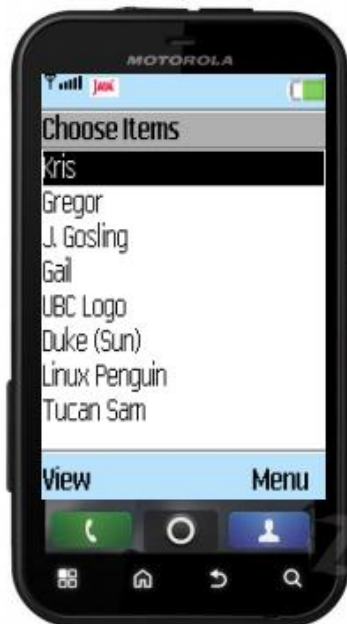 MOTOROLA
Java
Choose Items
Kris
Gregor
J. Gosling
Gail
UBC Logo
Duke (Sun)
Linux Penguin
Tucan Sam
View Menu